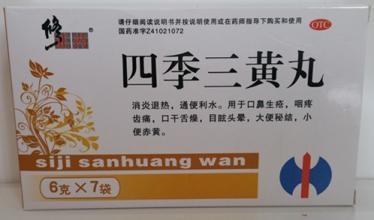 修
请仔细阅读说明书并按说明使用或在药师指导下购买和使用
国药准字Z41021072
OTC
四季三黄丸
消炎退热，通便利水。用于口鼻生疮，咽疼
齿痛，口干舌燥，目眩头晕，大便秘结，小
便赤黄。
siji sanhuang wan
6克×7袋